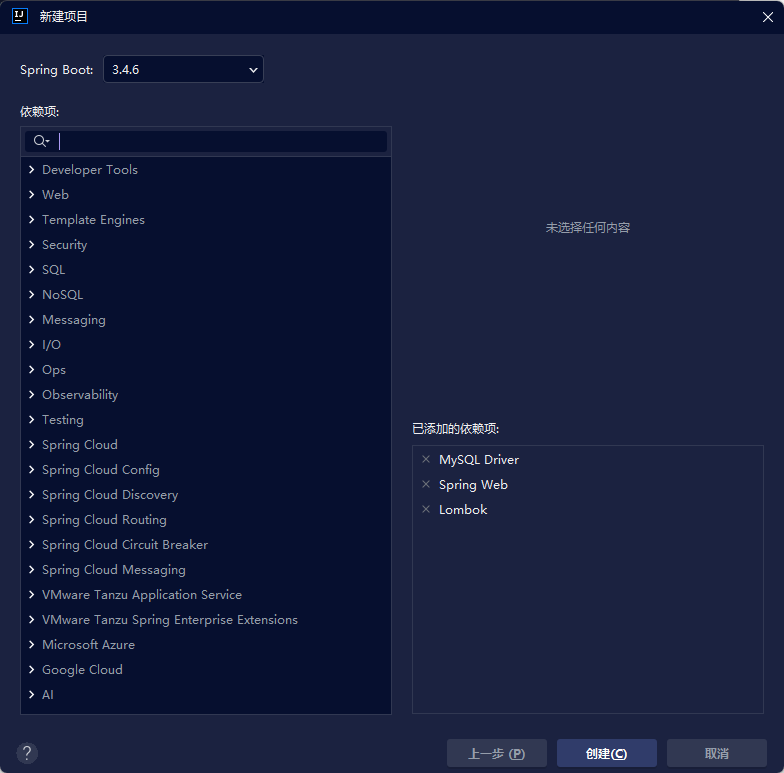 IJ
新建项目
Spring Boot:
3.4.6
依赖项:
Developer Tools
Web
Template Engines
Security
SQL
NoSQL
Messaging
I/O
Ops
Observability
Testing
Spring Cloud
Spring Cloud Config
Spring Cloud Discovery
Spring Cloud Routing
Spring Cloud Circuit Breaker
Spring Cloud Messaging
VMware Tanzu Application Service
VMware Tanzu Spring Enterprise Extensions
Microsoft Azure
Google Cloud
AI
未选择任何内容
已添加的依赖项:
MySQL Driver
Spring Web
Lombok
?
上一步 (P)
创建(C)
取消